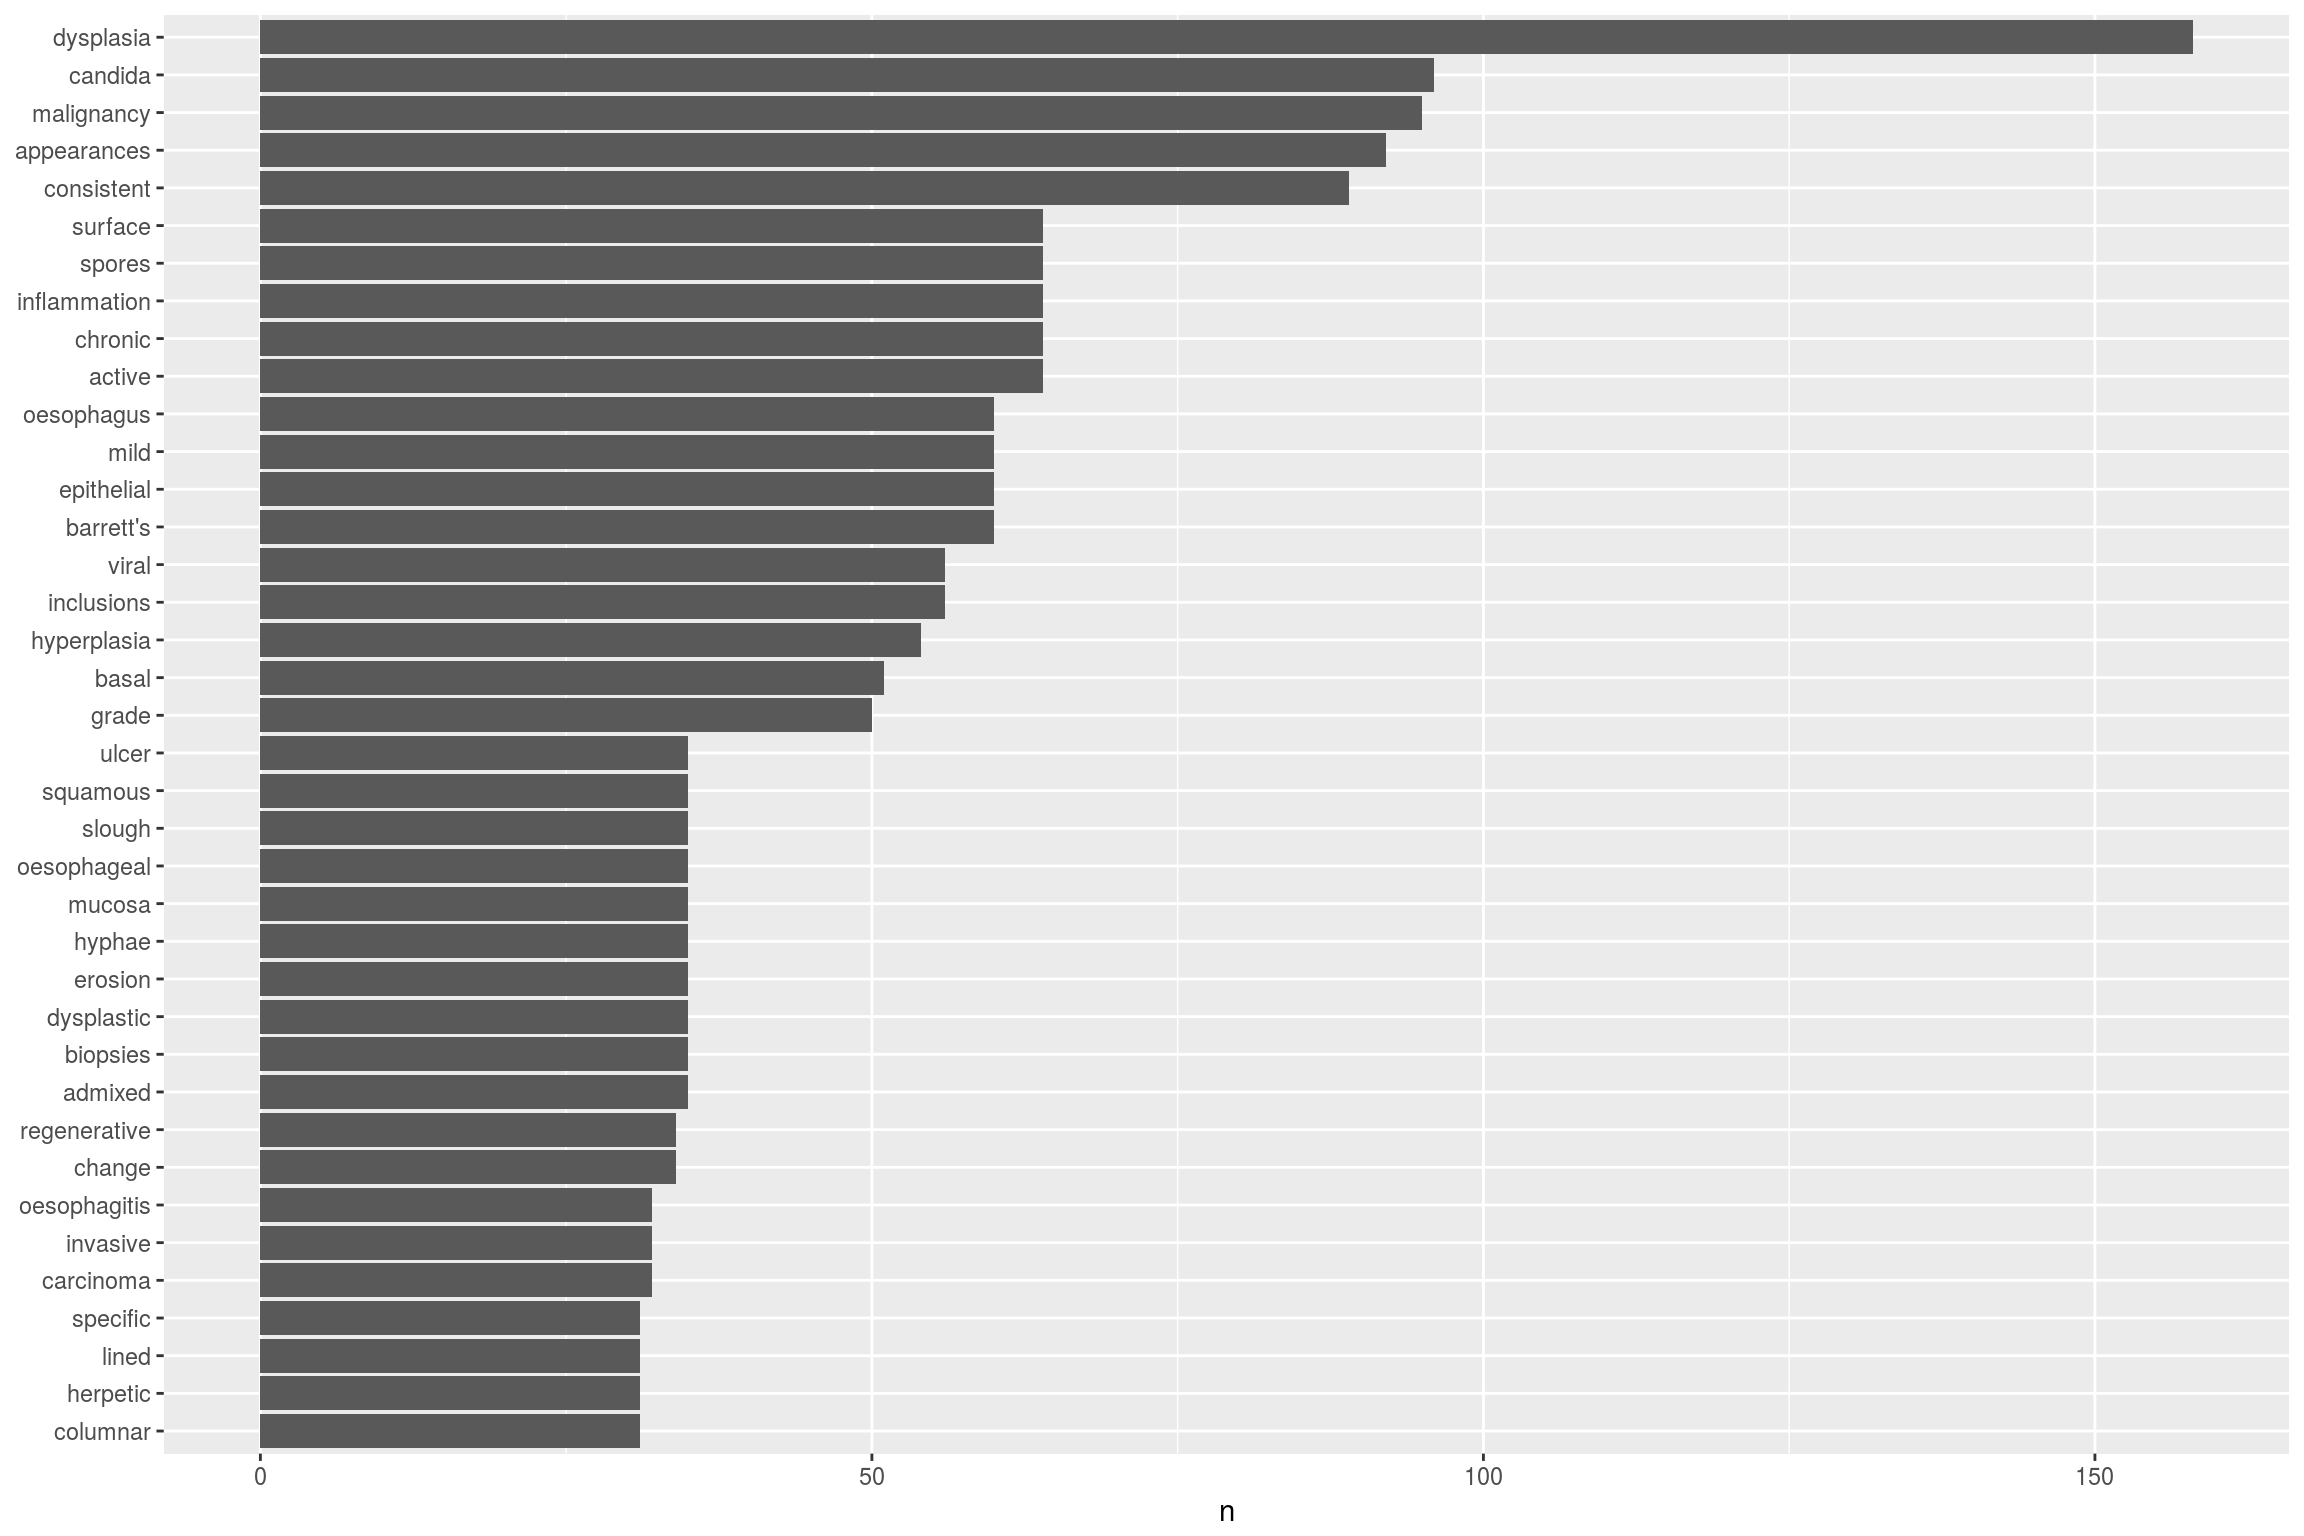 dysplasia
candida
malignancy
appearances
consistent
surface
spores
inflammation
chronic
active
oesophagus
mild
epithelial
barrett's
viral
inclusions
hyperplasia
basal
grade
ulcer
squamous
slough
oesophageal
mucosa
hyphae
erosion
dysplastic
biopsies
admixed
regenerative
change
oesophagitis
invasive
carcinoma
specific
lined
herpetic
columnar
0 50 100 150
n